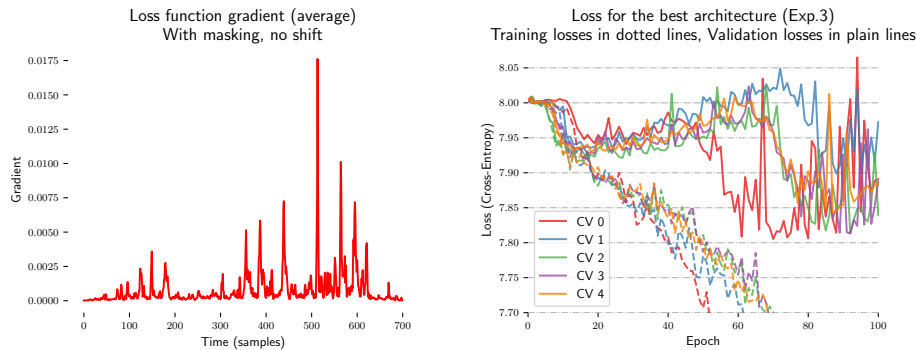 Loss function gradient (average)
With masking, no shift
0.0175
0.0150
0.0125
0.0100
0.0075
0.0050
0.0025
0.0000
Gradient
0
100
200
300
400
500
600
700
Time (samples)
Loss for the best architecture (Exp.3)
Training losses in dotted lines, Validation losses in plain lines
8.05
8.00
7.95
7.90
7.85
7.80
7.75
7.70
Loss (Cross-Entropy)
CV 0
CV 1
CV 2
CV 3
CV 4
0
20
40
60
80
100
Epoch